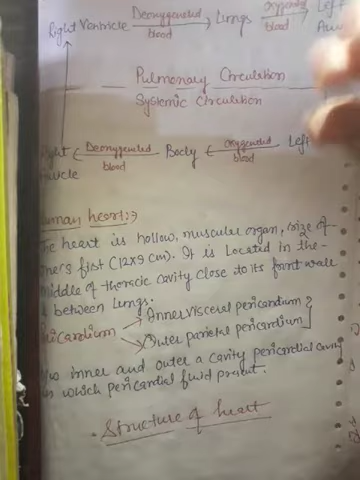 Right Ventricle Deoxygenated blood Lungs Oxygenated blood Left
Pulmonary Circulation
Systemic Circulation
Right Deoxygenated blood Body oxygenated blood Left
Human heart:→
The heart is hollow, muscular organ, size of
fist (12x9 cm). It is Located in the
middle of thoracic cavity close to its front wall
& between Lungs.
Pericardium Inner visceral pericardium
Outer parietal pericardium
inner and outer a cavity pericardial cavity
in which pericardial fluid present.
Structure of heart